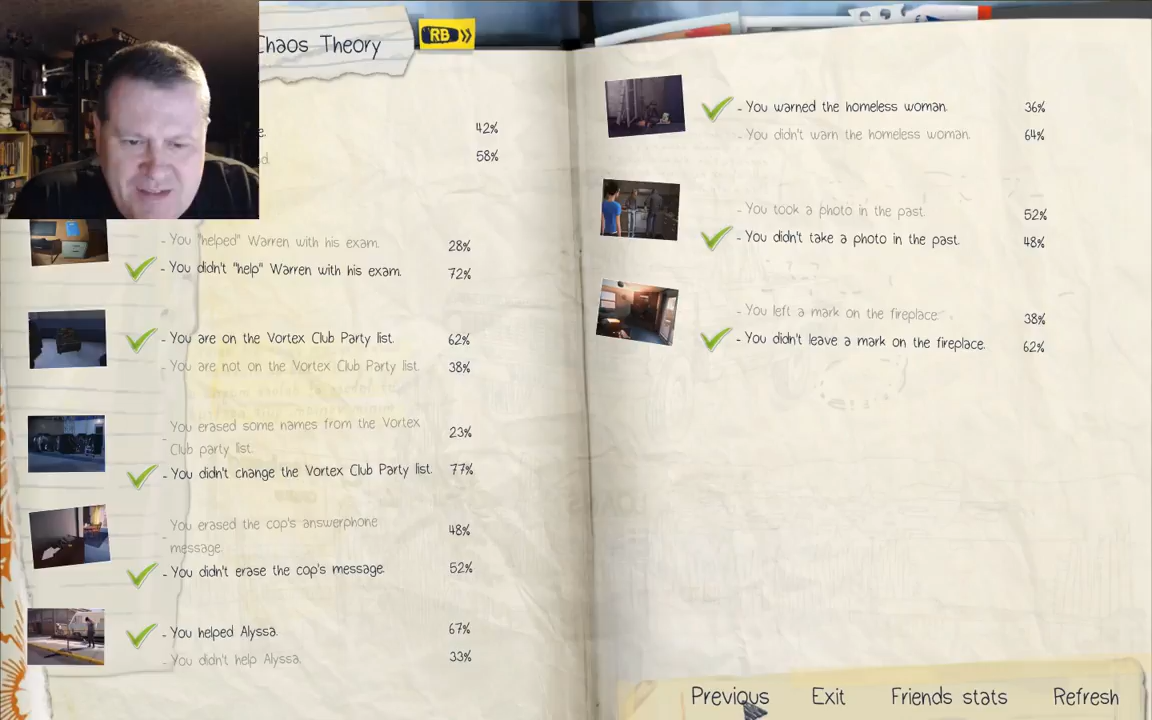 Chaos Theory
RB
42%
58%
- You "helped" Warren with his exam. 28%
- You didn't "help" Warren with his exam. 72%
- You are on the Vortex Club Party list. 62%
- You are not on the Vortex Club Party list. 38%
You erased some names from the Vortex
- Club party list. 23%
- You didn't change the Vortex Club Party list. 77%
You erased the cop's answerphone
- message. 48%
- You didn't erase the cop's message. 52%
- You helped Alyssa. 67%
- You didn't help Alyssa. 33%
- You warned the homeless woman. 36%
- You didn't warn the homeless woman. 64%
- You took a photo in the past. 52%
- You didn't take a photo in the past. 48%
- You left a mark on the fireplace. 38%
- You didn't leave a mark on the fireplace. 62%
Previous Exit Friends stats Refresh